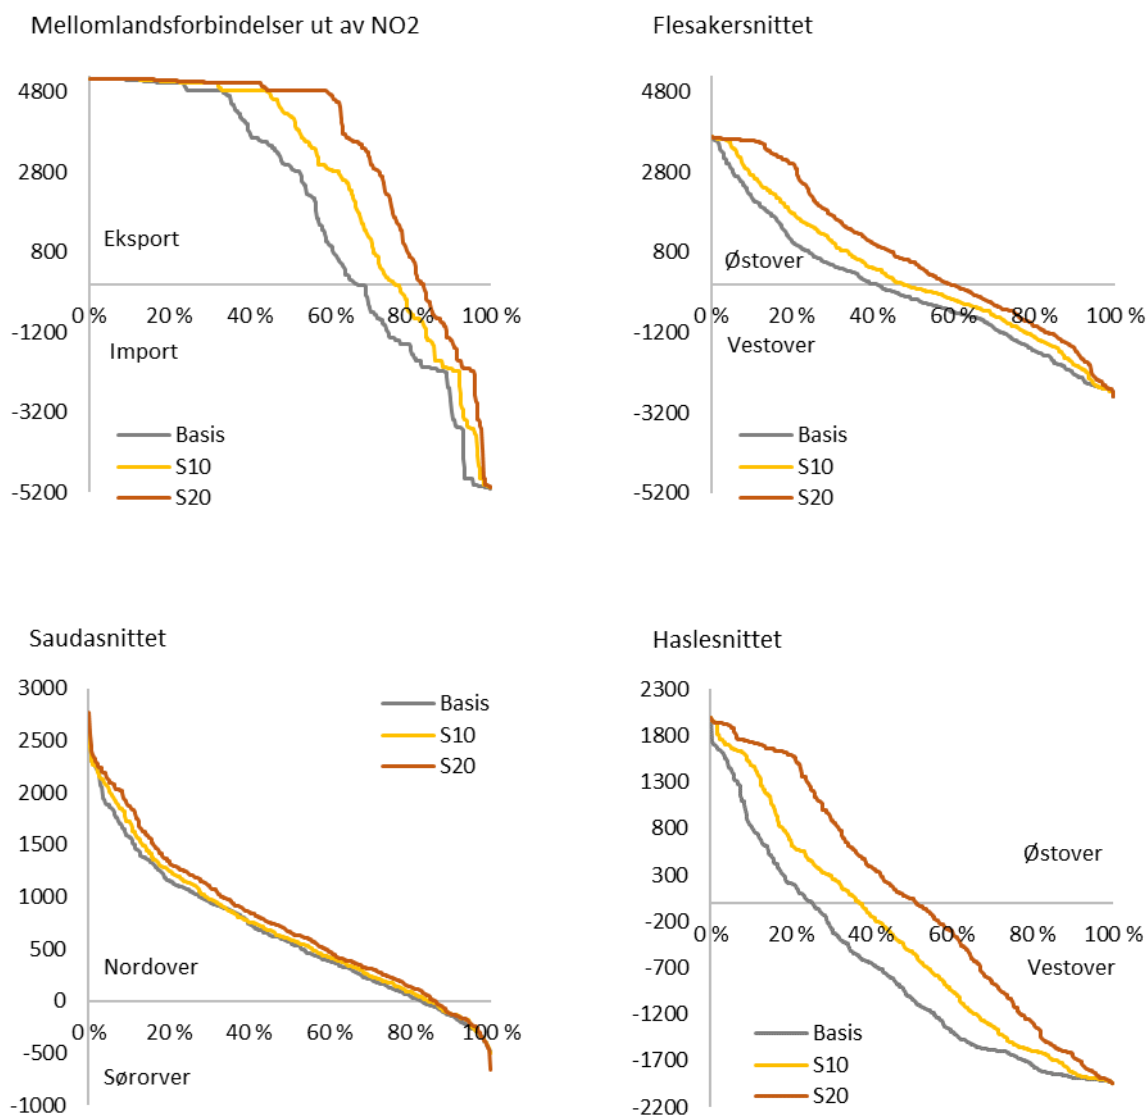 Mellomlandsforbindelser ut av NO2
4800
2800
800
-1200
-3200
-5200
Eksport
Import
0 % 20 % 40 % 60 % 80 % 100 %
Basis
S10
S20
Flesakersnittet
4800
2800
800
-1200
-3200
-5200
Østover
Vestover
0 % 20 % 40 % 60 % 80 % 100 %
Basis
S10
S20
Saudasnittet
3000
2500
2000
1500
1000
500
0
-500
-1000
Basis
S10
S20
Nordover
0 % 20 % 40 % 60 % 80 % 100 %
Sørorver
Haslesnittet
2300
1800
1300
800
300
-200
-700
-1200
-1700
-2200
Østover
0 % 20 % 40 % 60 % 80 % 100 %
Vestover
Basis
S10
S20